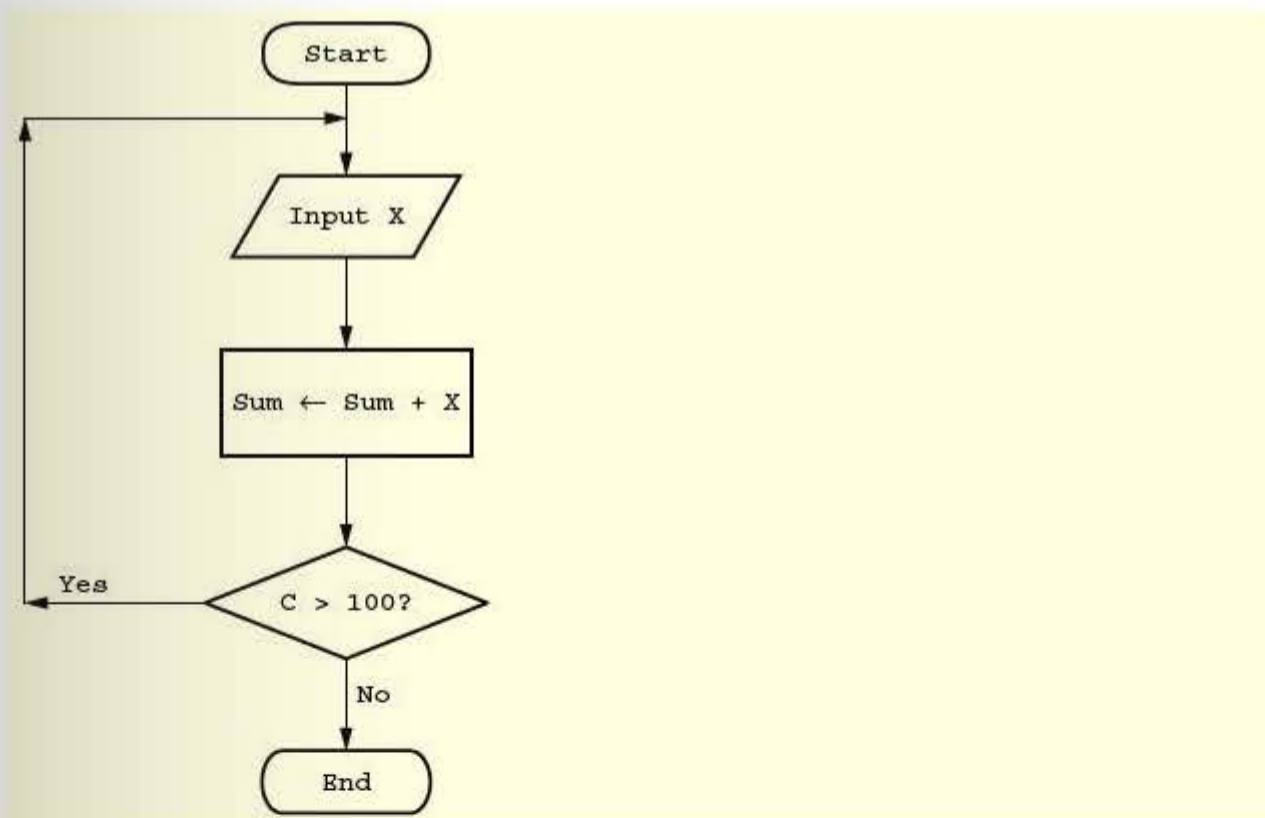 Start
Input X
Sum ← Sum + X
C > 100?
Yes
No
End